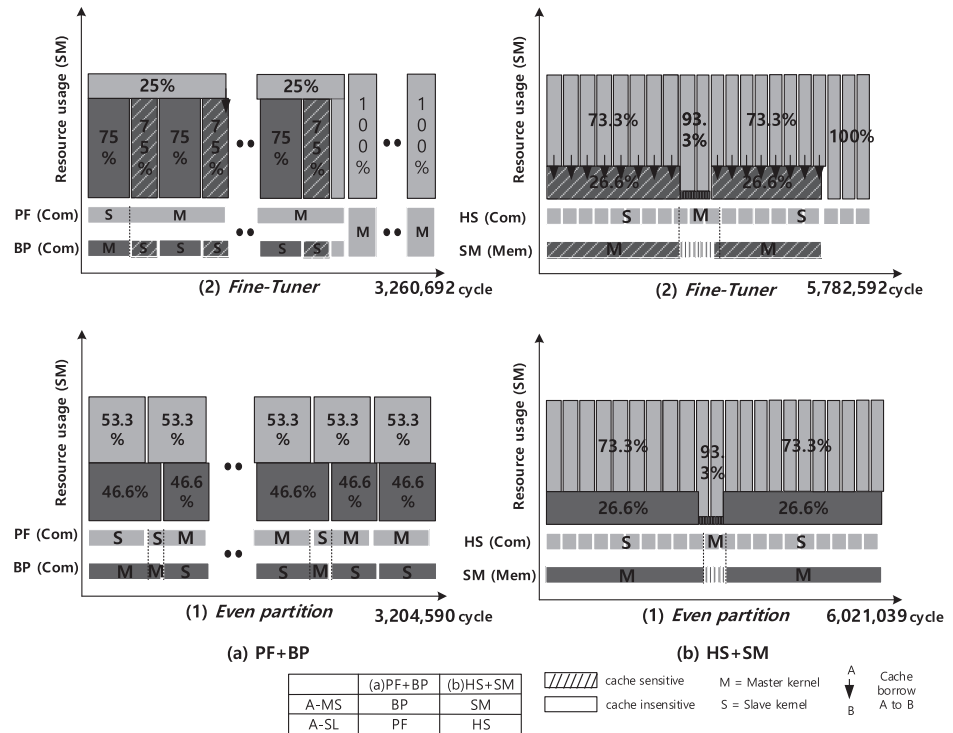 Resource usage (SM)
25%
25%
75
%
7
5
%
75
%
7
5
%
75
%
7
5
%
1
0
0
%
1
0
0
%
PF (Com)
S
M
M
M
M
BP (Com)
M
S
S
S
S
S
(2) Fine-Tuner
3,260,692 cycle
Resource usage (SM)
73.3%
93.
3%
73.3%
100%
26.6%
26.6%
HS (Com)
S
M
S
SM (Mem)
M
M
(2) Fine-Tuner
5,782,592cycle
Resource usage (SM)
53.3
%
53.3
%
53.3
%
53.3
%
53.3
%
46.6%
46.6
%
46.6%
46.6
%
46.6
%
PF (Com)
S
S
M
M
S
M
M
BP (Com)
M
M
S
S
M
S
S
(1) Even partition
3,204,590 cycle
(a) PF+BP
Resource usage (SM)
73.3%
93.
3%
73.3%
26.6%
26.6%
HS (Com)
S
M
S
SM (Mem)
M
M
(1) Even partition
6,021,039 cycle
(b) HS+SM
(a)PF+BP (b)HS+SM
A-MS BP SM
A-SL PF HS
cache sensitive
cache insensitive
M = Master kernel
S = Slave kernel
A
B
Cache
borrow
A to B